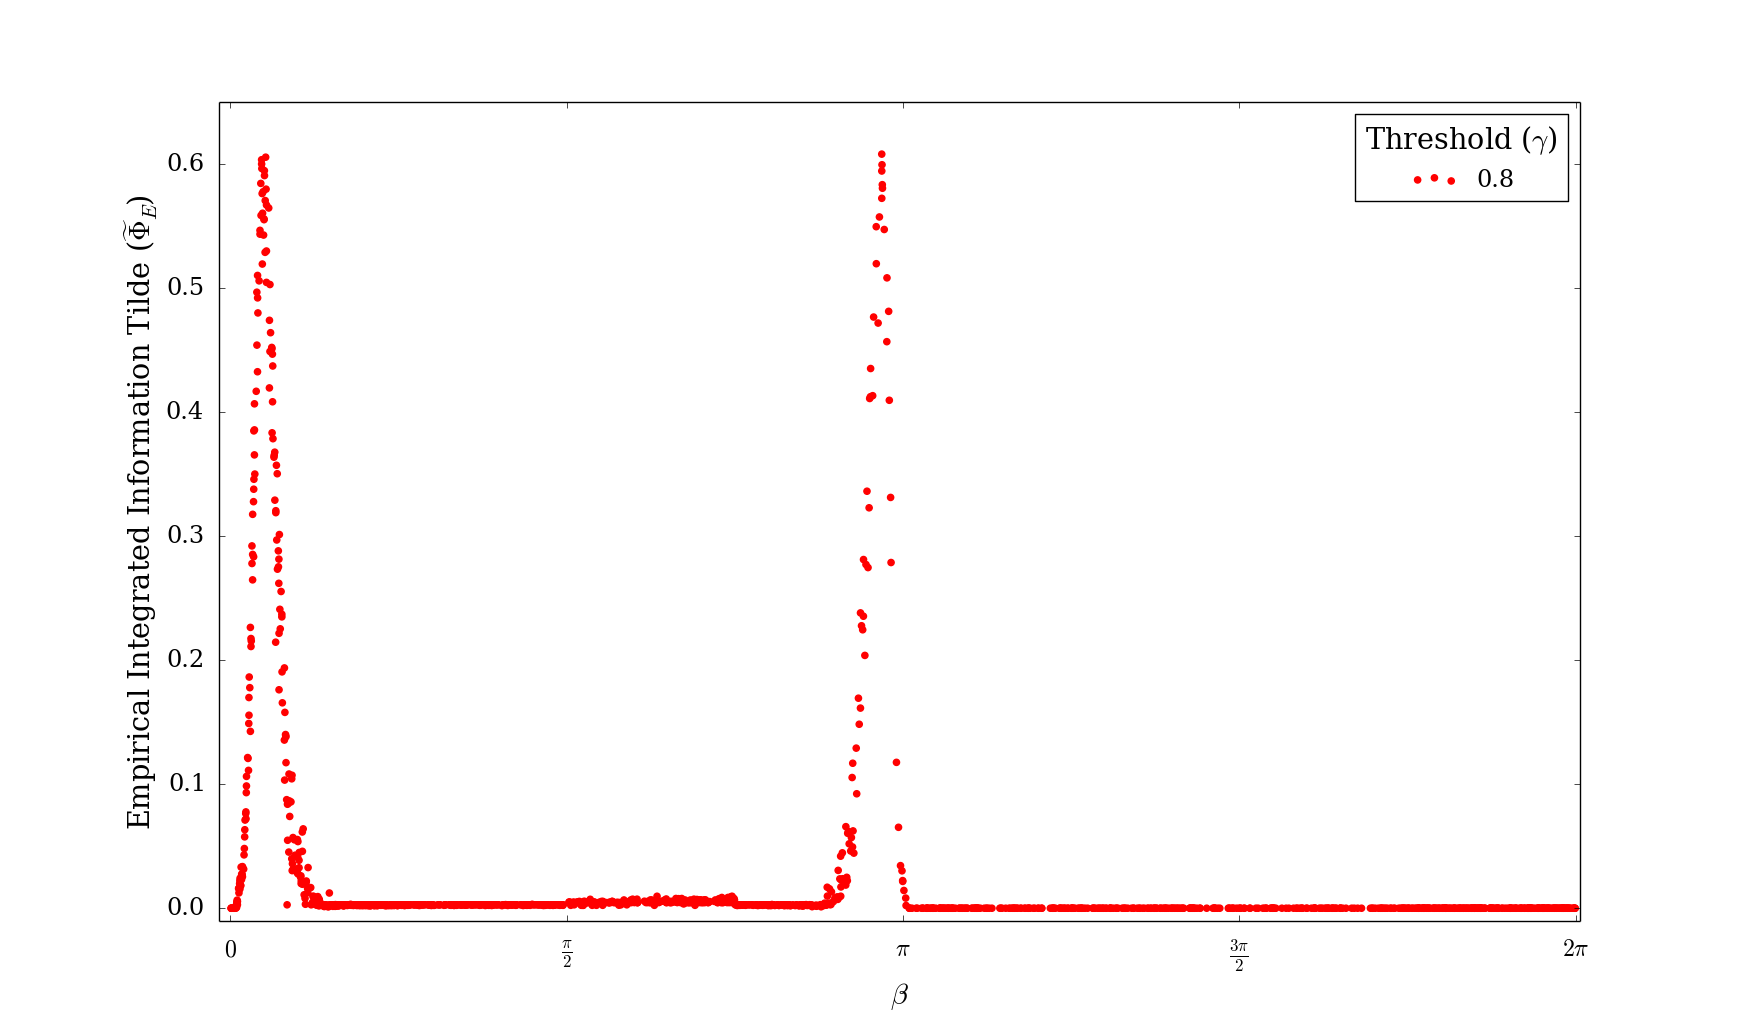 Threshold (γ)
0.8
Empirical Integrated Information Tilde (Φ̃_E)
0.6
0.5
0.4
0.3
0.2
0.1
0.0
0 π/2 π 3π/2 2π
β